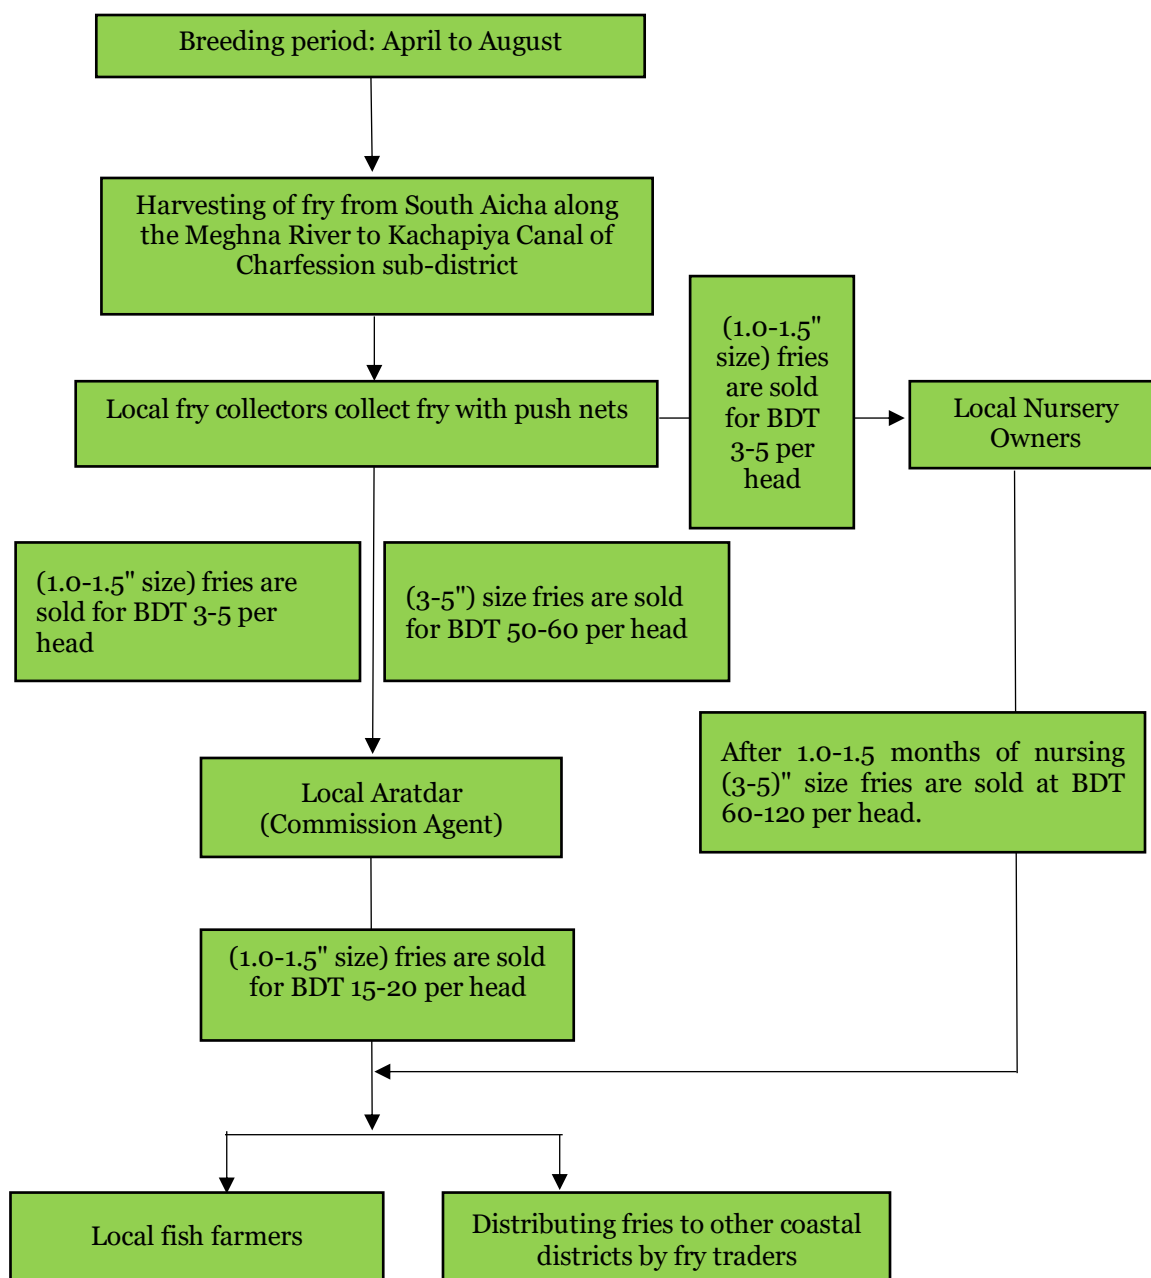 Breeding period: April to August
Harvesting of fry from South Aicha along
the Meghna River to Kachapiya Canal of
Charfession sub-district
(1.0-1.5"
size) fries
are sold
for BDT
3-5 per
head
Local fry collectors collect fry with push nets
Local Nursery
Owners
(1.0-1.5" size) fries are
sold for BDT 3-5 per
head
(3-5") size fries are sold
for BDT 50-60 per head
After 1.0-1.5 months of nursing
(3-5)" size fries are sold at BDT
60-120 per head.
Local Aratdar
(Commission Agent)
(1.0-1.5" size) fries are sold
for BDT 15-20 per head
Local fish farmers
Distributing fries to other coastal
districts by fry traders